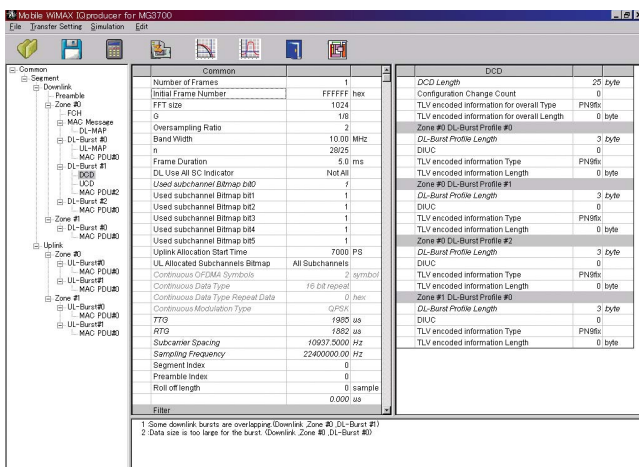 Mobile WiMAX IQproducer for MG3700
File Transfer Setting Simulation Edit
Common
Segment
Downlink
Preamble
Zone #0
FCH
MAC Message
DL-MAP
DL-Burst #0
UL-MAP
MAC PDU#0
DL-Burst #1
DCD
UCD
MAC PDU#2
DL-Burst #2
MAC PDU#0
Zone #1
DL-Burst #0
MAC PDU#0
Uplink
Zone #0
UL-Burst#0
MAC PDU#0
UL-Burst#1
MAC PDU#0
Zone #1
UL-Burst#0
MAC PDU#0
UL-Burst#1
MAC PDU#0
Common
Number of Frames 1
Initial Frame Number FFFFFF hex
FFT size 1024
G 1/8
Oversampling Ratio 2
Band Width 10.00 MHz
n 28/25
Frame Duration 5.0 ms
DL Use All SC Indicator Not All
Used subchannel Bitmap bit0 1
Used subchannel Bitmap bit1 1
Used subchannel Bitmap bit2 1
Used subchannel Bitmap bit3 1
Used subchannel Bitmap bit4 1
Used subchannel Bitmap bit5 1
Uplink Allocation Start Time 7000 PS
UL Allocated Subchannels Bitmap All Subchannels
Continuous OFDMA Symbols 2 symbol
Continuous Data Type 16 bit repeat
Continuous Data Type Repeat Data 0 hex
Continuous Modulation Type QPSK
TTG 1985 us
RTG 1882 us
Subcarrier Spacing 10937.5000 Hz
Sampling Frequency 22400000.00 Hz
Segment Index 0
Preamble Index 0
Roll off length 0 sample
0.000 us
Filter
DCD
DCD Length 25 byte
Configuration Change Count 0
TLV encoded information for overall Type PN9fix
TLV encoded information for overall Length 0 byte
Zone #0 DL-Burst Profile #0
DL-Burst Profile Length 3 byte
DIUC 0
TLV encoded information Type PN9fix
TLV encoded information Length 0 byte
Zone #0 DL-Burst Profile #1
DL-Burst Profile Length 3 byte
DIUC 0
TLV encoded information Type PN9fix
TLV encoded information Length 0 byte
Zone #0 DL-Burst Profile #2
DL-Burst Profile Length 3 byte
DIUC 0
TLV encoded information Type PN9fix
TLV encoded information Length 0 byte
Zone #1 DL-Burst Profile #0
DL-Burst Profile Length 3 byte
DIUC 0
TLV encoded information Type PN9fix
TLV encoded information Length 0 byte
1 :Some downlink bursts are overlapping.(Downlink ,Zone #0 ,DL-Burst #1)
2 :Data size is too large for the burst. (Downlink ,Zone #0 ,DL-Burst #0)